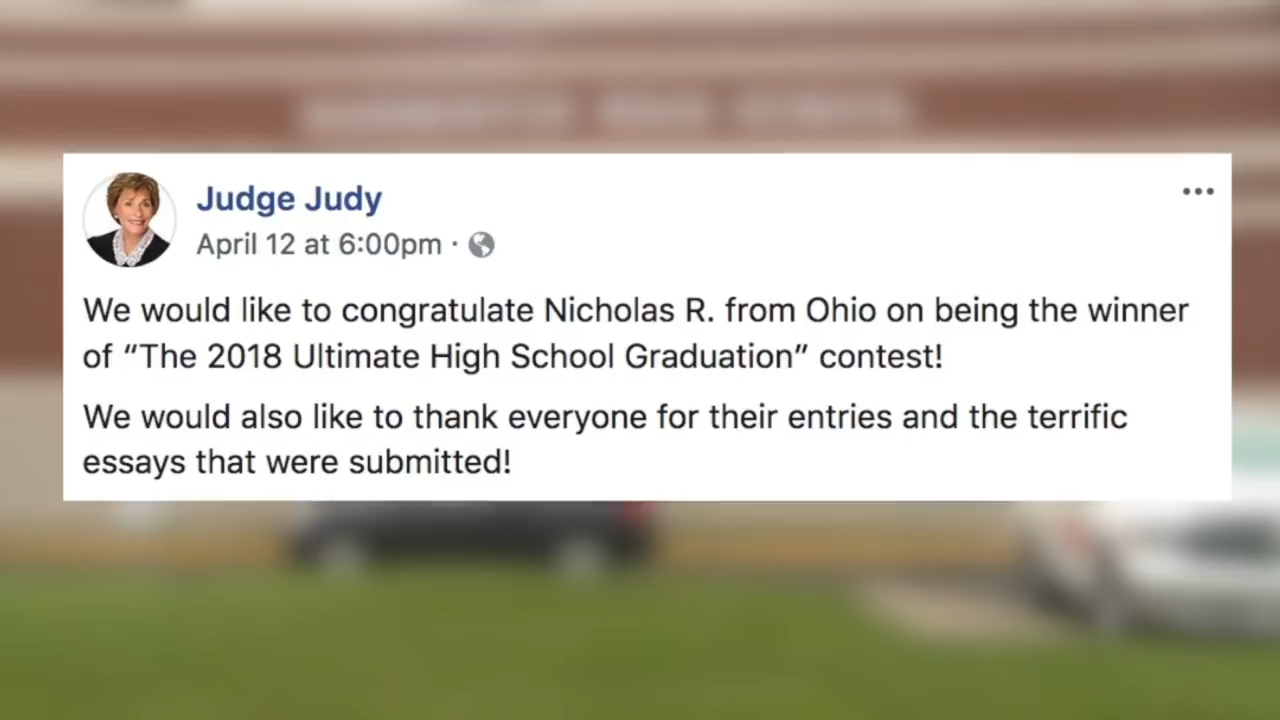 Judge Judy
April 12 at 6:00pm ·
We would like to congratulate Nicholas R. from Ohio on being the winner
of “The 2018 Ultimate High School Graduation” contest!
We would also like to thank everyone for their entries and the terrific
essays that were submitted!